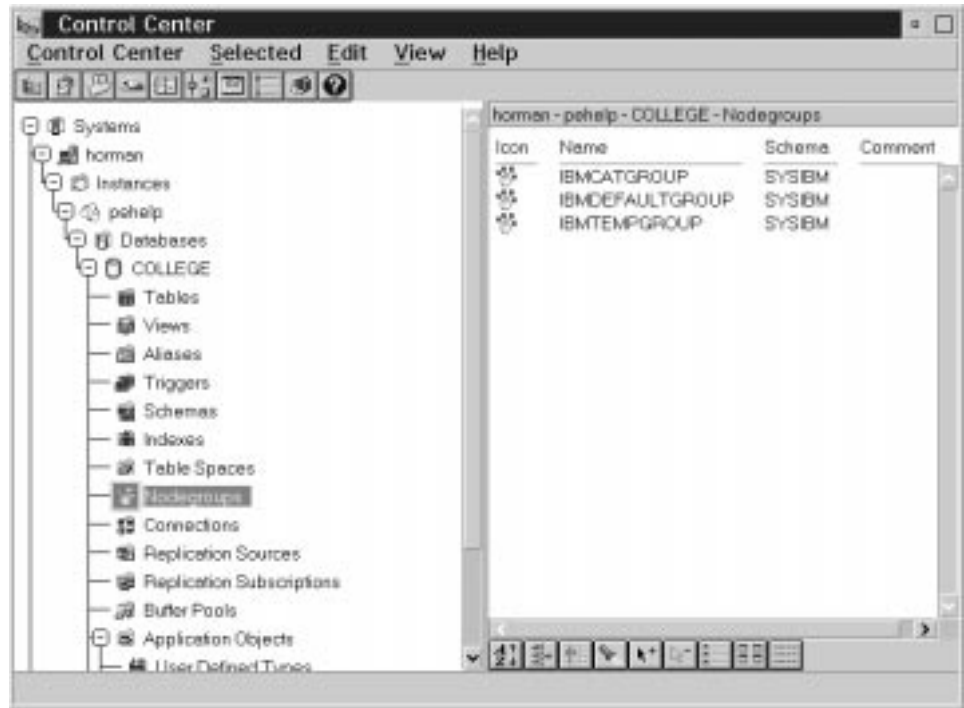 Control Center
Control Center Selected Edit View Help
Systems
horman
Instances
pehelp
Databases
COLLEGE
Tables
Views
Aliases
Triggers
Schemas
Indexes
Table Spaces
Nodegroups
Connections
Replication Sources
Replication Subscriptions
Buffer Pools
Application Objects
User Defined Types
horman - pehelp - COLLEGE - Nodegroups
Icon Name Schema Comment
IBMCATGROUP SYSIBM
IBMDEFAULTGROUP SYSIBM
IBMTEMPGROUP SYSIBM